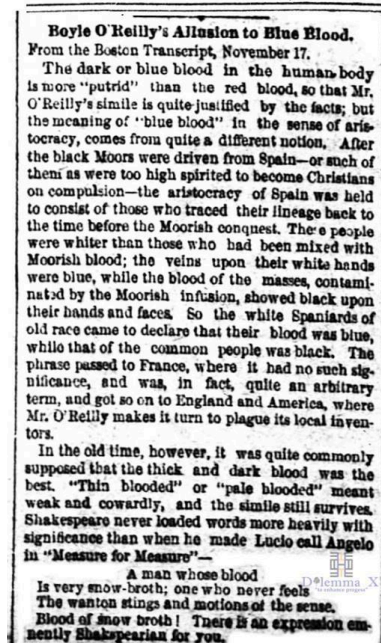 Boyle O'Reilly's Allusion to Blue Blood.
From the Boston Transcript, November 17.
The dark or blue blood in the human body
is more "putrid" than the red blood, so that Mr.
O'Reilly's simile is quite justified by the facts; but
the meaning of "blue blood" in the sense of aris-
tocracy, comes from quite a different notion. After
the black Moors were driven from Spain—or such of
them as were too high spirited to become Christians
on compulsion—the aristocracy of Spain was held
to consist of those who traced their lineage back to
the time before the Moorish conquest. These people
were whiter than those who had been mixed with
Moorish blood; the veins upon their white hands
were blue, while the blood of the masses, contami-
nated by the Moorish infusion, showed black upon
their hands and faces. So the white Spaniards of
old race came to declare that their blood was blue,
while that of the common people was black. The
phrase passed to France, where it had no such sig-
nificance, and was, in fact, quite an arbitrary
term, and got so on to England and America, where
Mr. O'Reilly makes it turn to plague its local inven-
tors.
In the old time, however, it was quite commonly
supposed that the thick and dark blood was the
best. "Thin blooded" or "pale blooded" meant
weak and cowardly, and the simile still survives.
Shakespeare never loaded words more heavily with
significance than when he made Lucio call Angelo
in "Measure for Measure"—
A man whose blood
Is very snow-broth; one who never feels
The wanton stings and motions of the sense.
Blood of snow broth! There is an expression emi-
nently Shakspearian for you.